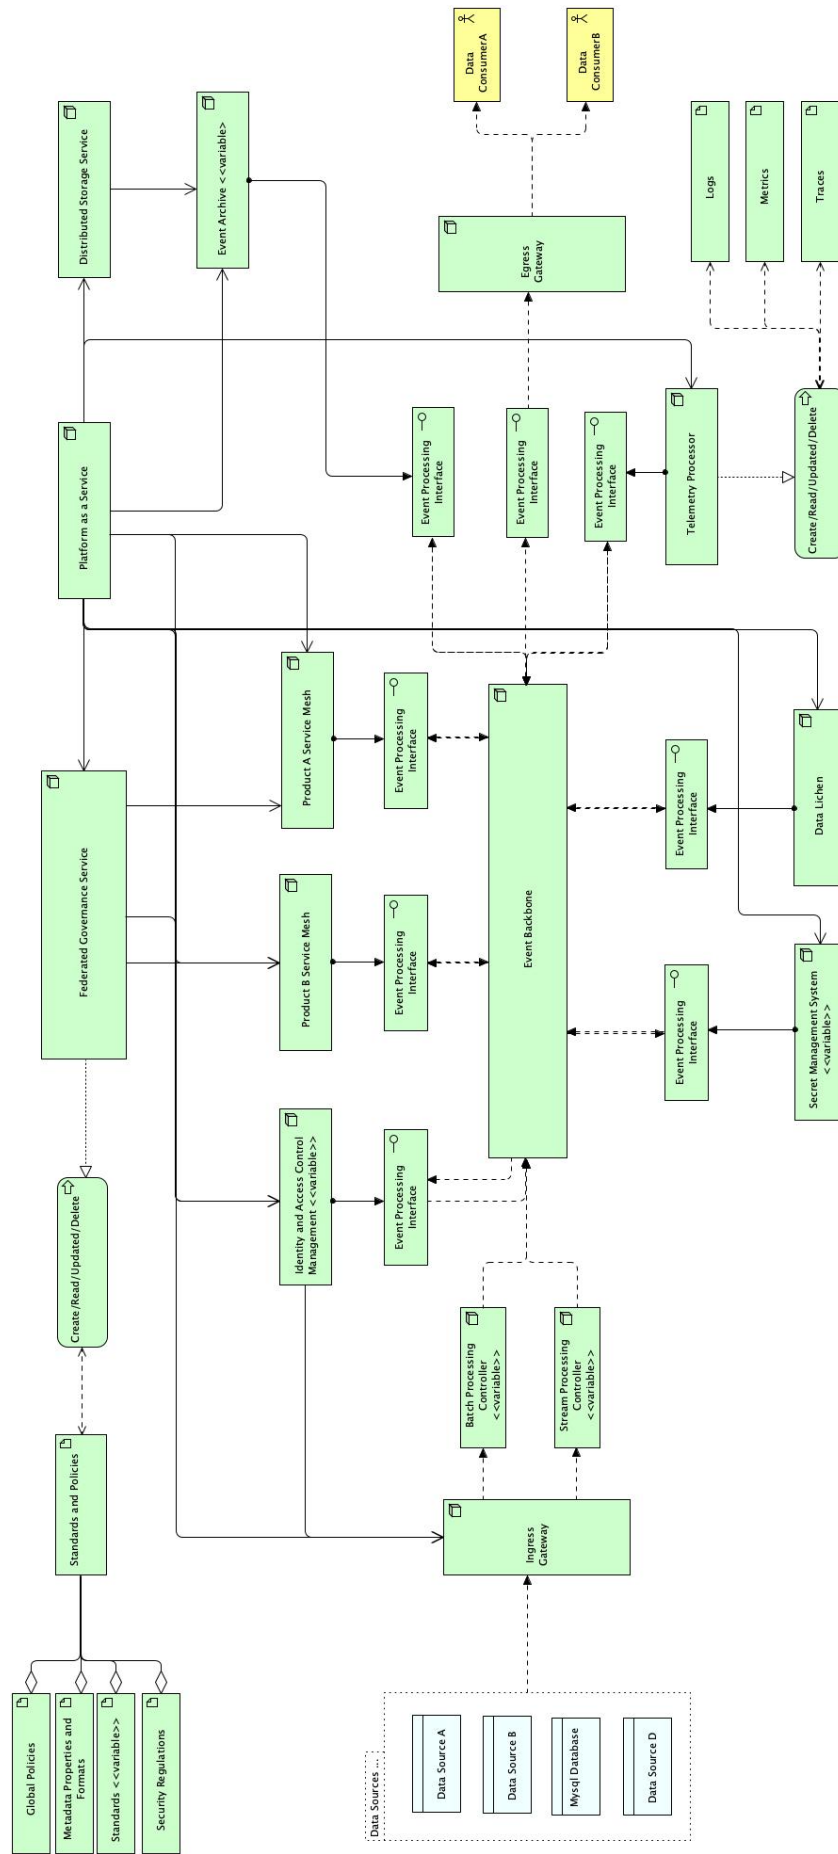 Data
ConsumerA
Data
ConsumerB
Distributed Storage Service
Event Archive <<variable>
Logs
Metrics
Traces
Egress
Gateway
Platform as a Service
Event Processing
Interface
Event Processing
Interface
Event Processing
Interface
Telemetry Processor
Create/Read/Updated/Delete
Federated Governance Service
Product A Service Mesh
Event Processing
Interface
Product B Service Mesh
Event Processing
Interface
Event Backbone
Event Processing
Interface
Data Lichen
Event Processing
Interface
Secret Management System
<<variable>>
Create/Read/Updated/Delete
Identity and Access Control
Management <<variable>>
Event Processing
Interface
Batch Processing
Controller
<<variable>>
Stream Processing
Controller
<<variable>>
Standards and Policies
Ingress
Gateway
Global Policies
Metadata Properties and
Formats
Standards <<variable>>
Security Regulations
Data Sources ...
Data Source A
Data Source B
Mysql Database
Data Source D